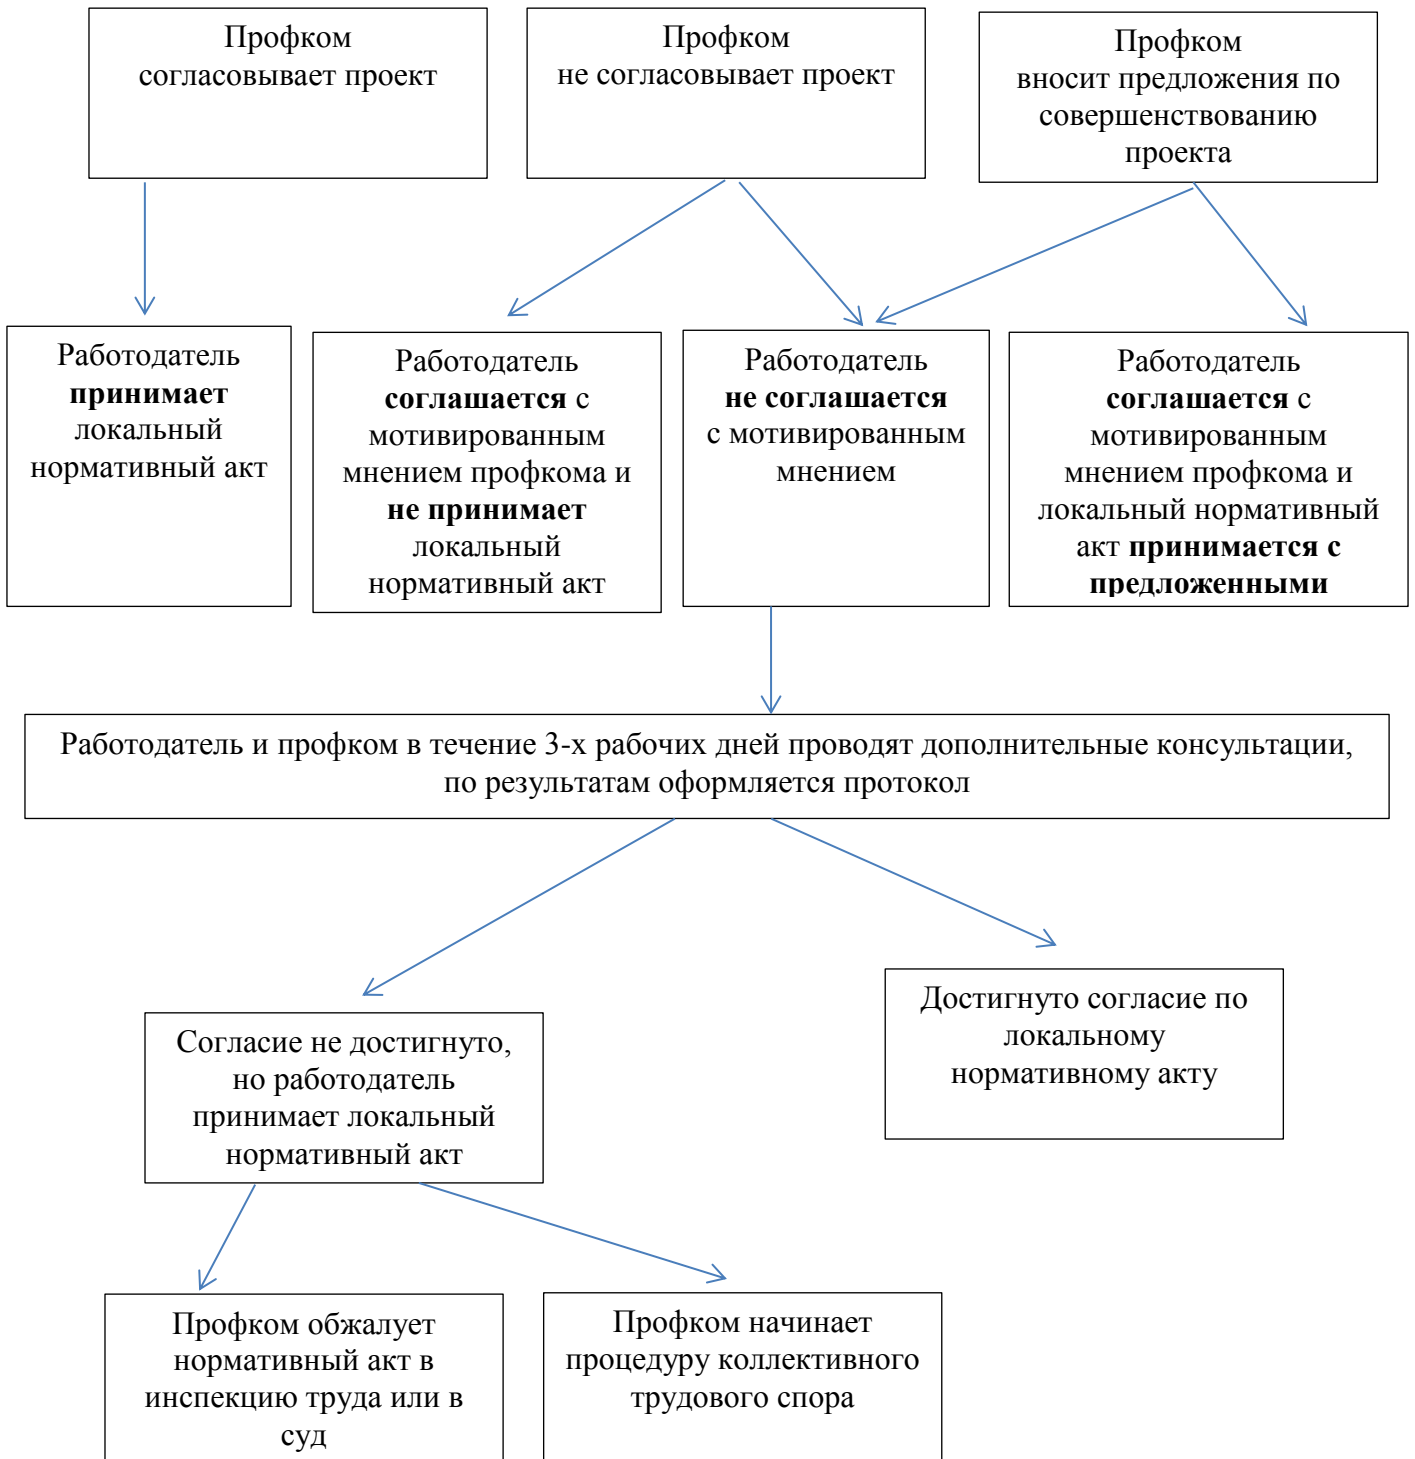 Профком
согласовывает проект
Профком
не согласовывает проект
Профком
вносит предложения по
совершенствованию
проекта
Работодатель
принимает
локальный
нормативный акт
Работодатель
соглашается с
мотивированным
мнением профкома и
не принимает
локальный
нормативный акт
Работодатель
не соглашается
с мотивированным
мнением
Работодатель
соглашается с
мотивированным
мнением профкома и
локальный нормативный
акт принимается с
предложенными
Работодатель и профком в течение 3-х рабочих дней проводят дополнительные консультации,
по результатам оформляется протокол
Согласие не достигнуто,
но работодатель
принимает локальный
нормативный акт
Достигнуто согласие по
локальному
нормативному акту
Профком обжалует
нормативный акт в
инспекцию труда или в
суд
Профком начинает
процедуру коллективного
трудового спора